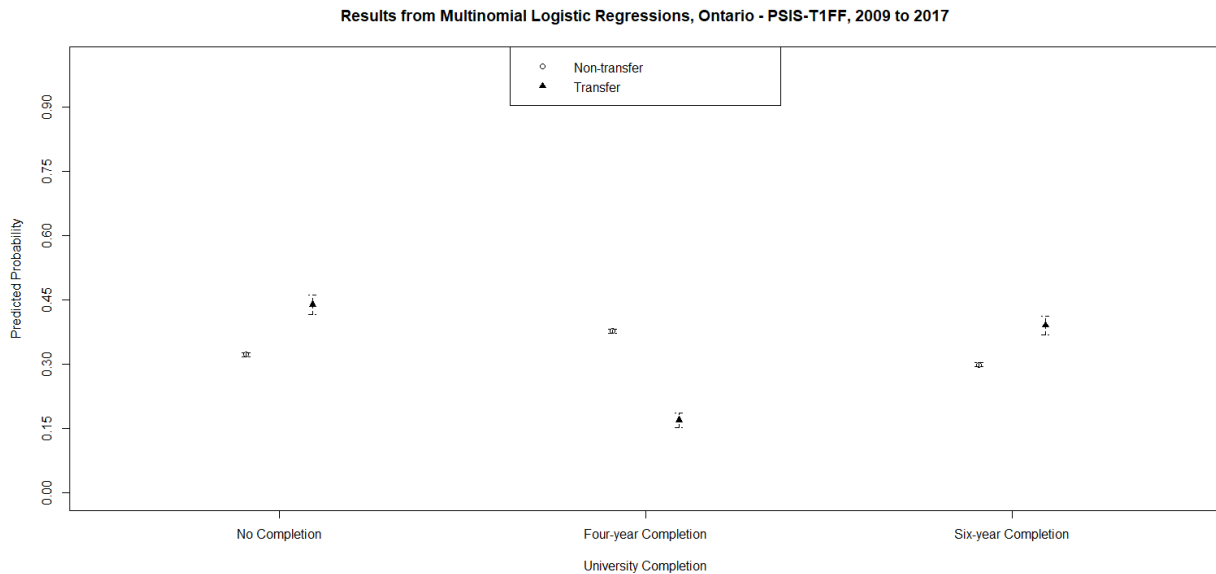 Results from Multinomial Logistic Regressions, Ontario - PSIS-T1FF, 2009 to 2017
Non-transfer
Transfer
Predicted Probability
0.90
0.75
0.60
0.45
0.30
0.15
0.00
No Completion
Four-year Completion
Six-year Completion
University Completion